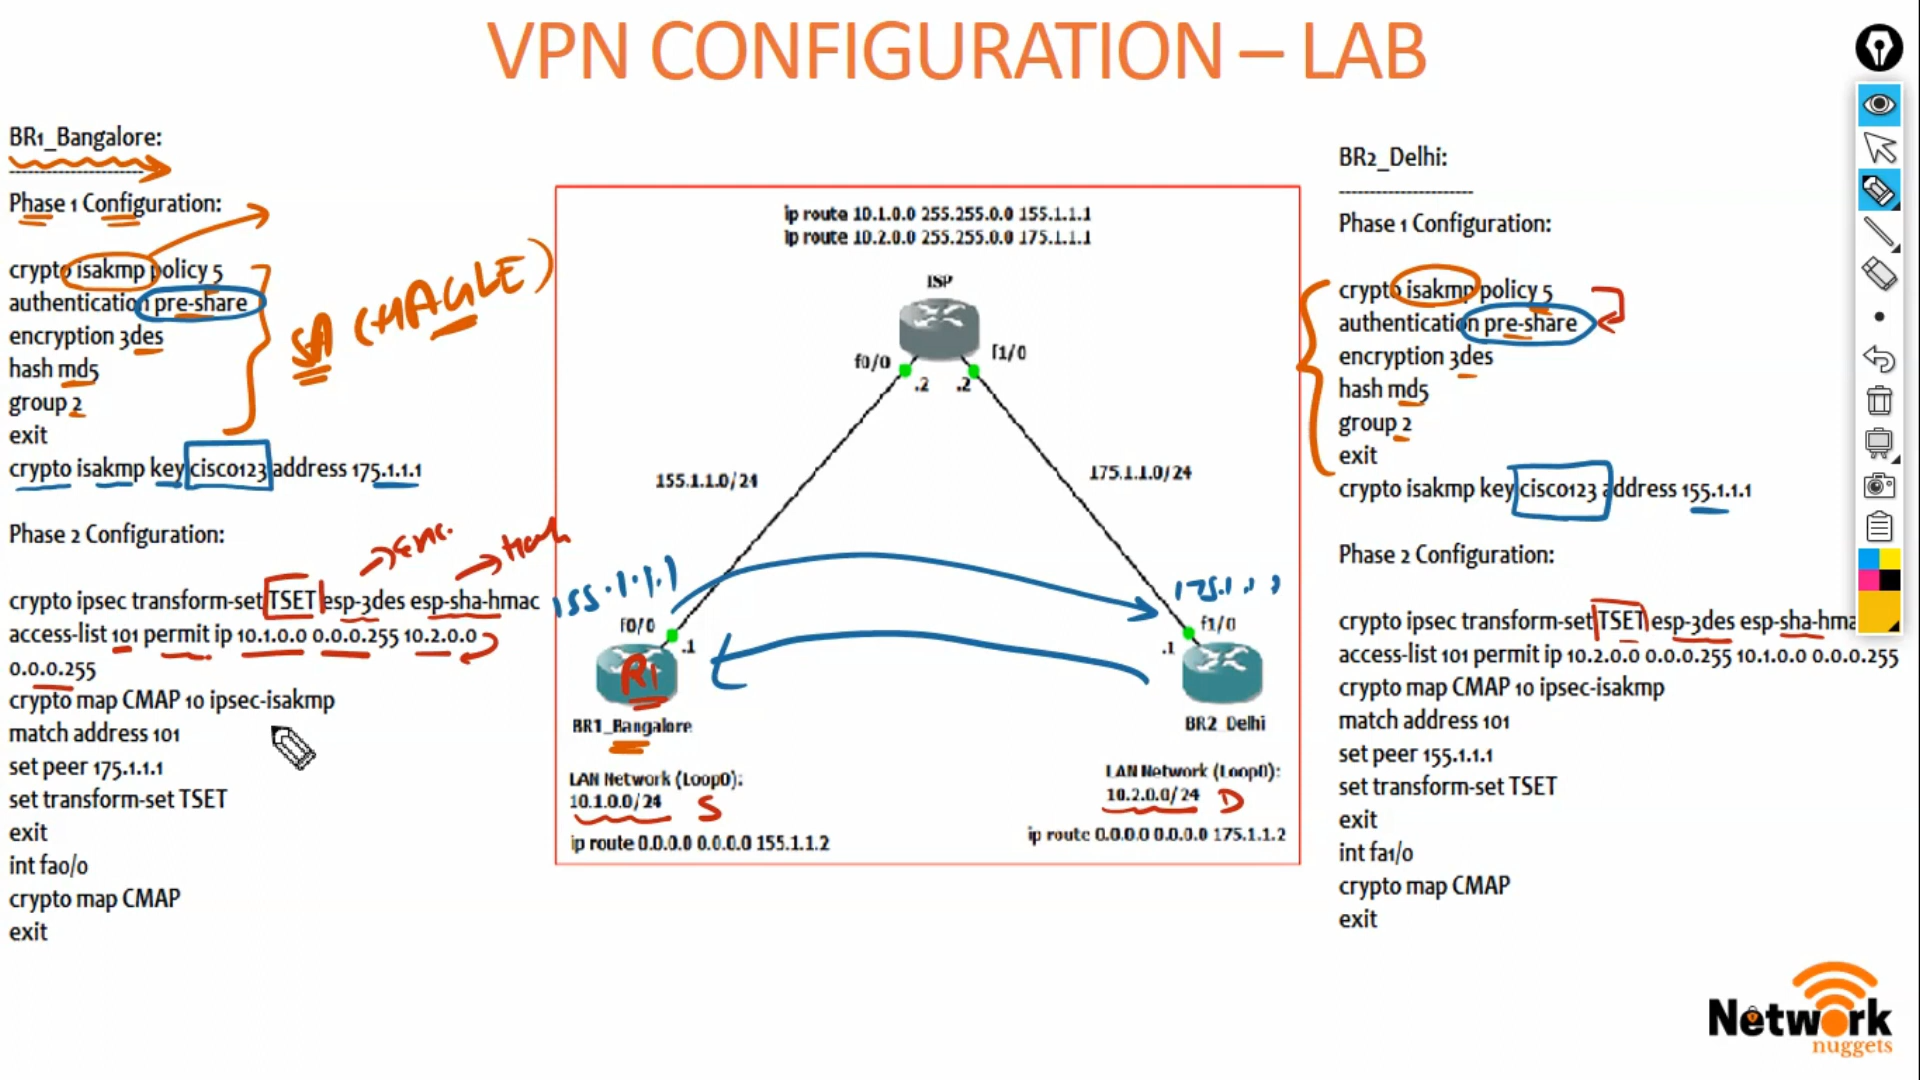 VPN CONFIGURATION – LAB
BR1_Bangalore:
----------------------
Phase 1 Configuration:
crypto isakmp policy 5
authentication pre-share
encryption 3des
hash md5
group 2
exit
crypto isakmp key cisco123 address 175.1.1.1
SA (HAGLE)
Phase 2 Configuration:
enc.
Hash
crypto ipsec transform-set TSET esp-3des esp-sha-hmac
access-list 101 permit ip 10.1.0.0 0.0.0.255 10.2.0.0
0.0.0.255
crypto map CMAP 10 ipsec-isakmp
match address 101
set peer 175.1.1.1
set transform-set TSET
exit
int fa0/0
crypto map CMAP
exit
ip route 10.1.0.0 255.255.0.0 155.1.1.1
ip route 10.2.0.0 255.255.0.0 175.1.1.1
ISP
f0/0
f1/0
.2
.2
155.1.1.0/24
175.1.1.0/24
155.1.1.1
175.1.1.1
f0/0
.1
f1/0
.1
R1
BR1_Bangalore
BR2_Delhi
LAN Network (Loop0):
10.1.0.0/24
S
ip route 0.0.0.0 0.0.0.0 155.1.1.2
LAN Network (Loop0):
10.2.0.0/24
D
ip route 0.0.0.0 0.0.0.0 175.1.1.2
BR2_Delhi:
----------------------
Phase 1 Configuration:
crypto isakmp policy 5
authentication pre-share
encryption 3des
hash md5
group 2
exit
crypto isakmp key cisco123 address 155.1.1.1
Phase 2 Configuration:
crypto ipsec transform-set TSET esp-3des esp-sha-hma
access-list 101 permit ip 10.2.0.0 0.0.0.255 10.1.0.0 0.0.0.255
crypto map CMAP 10 ipsec-isakmp
match address 101
set peer 155.1.1.1
set transform-set TSET
exit
int fa1/0
crypto map CMAP
exit
Network
nuggets